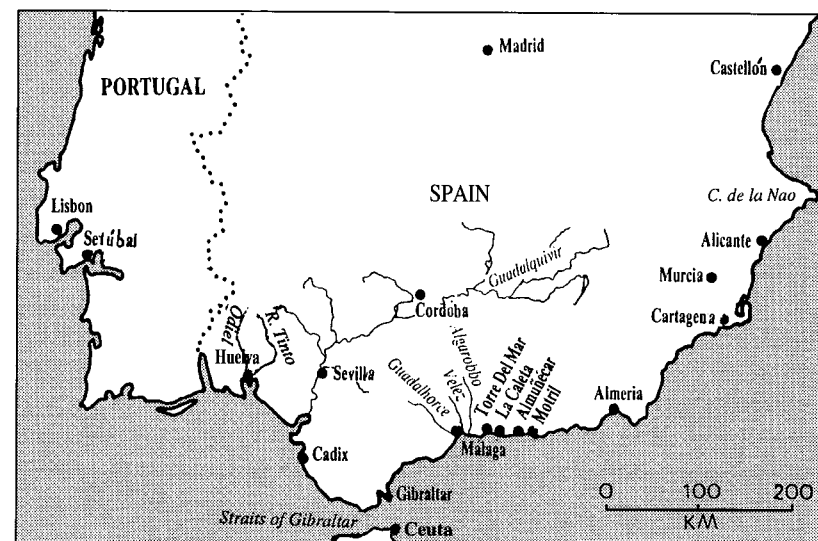 Madrid
Castellón
PORTUGAL
SPAIN
C. de la Nao
Lisbon
Setúbal
Alicante
Guadalquivir
Murcia
Cordoba
Cartagena
Odiel
R. Tinto
Huelva
Sevilla
Guadalhorce
Veléz
Algarobbo
Torre Del Mar
La Caleta
Almuñécar
Motril
Almeria
Malaga
Cadix
Gibraltar
Straits of Gibraltar
Ceuta
0 100 200
KM